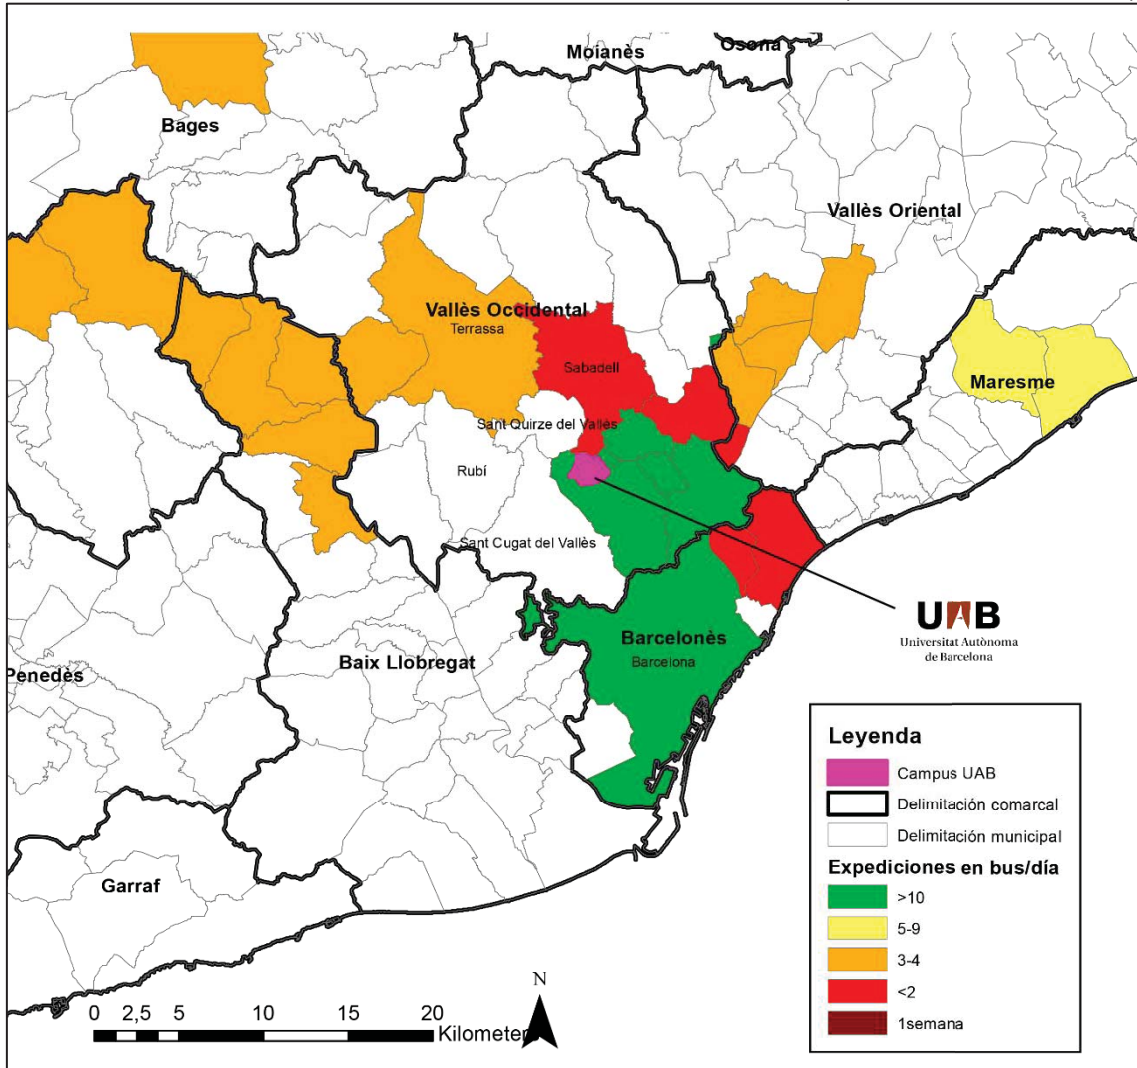 Moianès
Osona
Bages
Vallès Oriental
Vallès Occidental
Terrassa
Sabadell
Maresme
Sant Quirze del Vallès
Rubí
Sant Cugat del Vallès
UAB
Universitat Autònoma
de Barcelona
Barcelonès
Barcelona
Baix Llobregat
Penedès
Garraf
Leyenda
Campus UAB
Delimitación comarcal
Delimitación municipal
Expediciones en bus/día
>10
5-9
3-4
<2
1semana
N
0 2,5 5 10 15 20
Kilometers